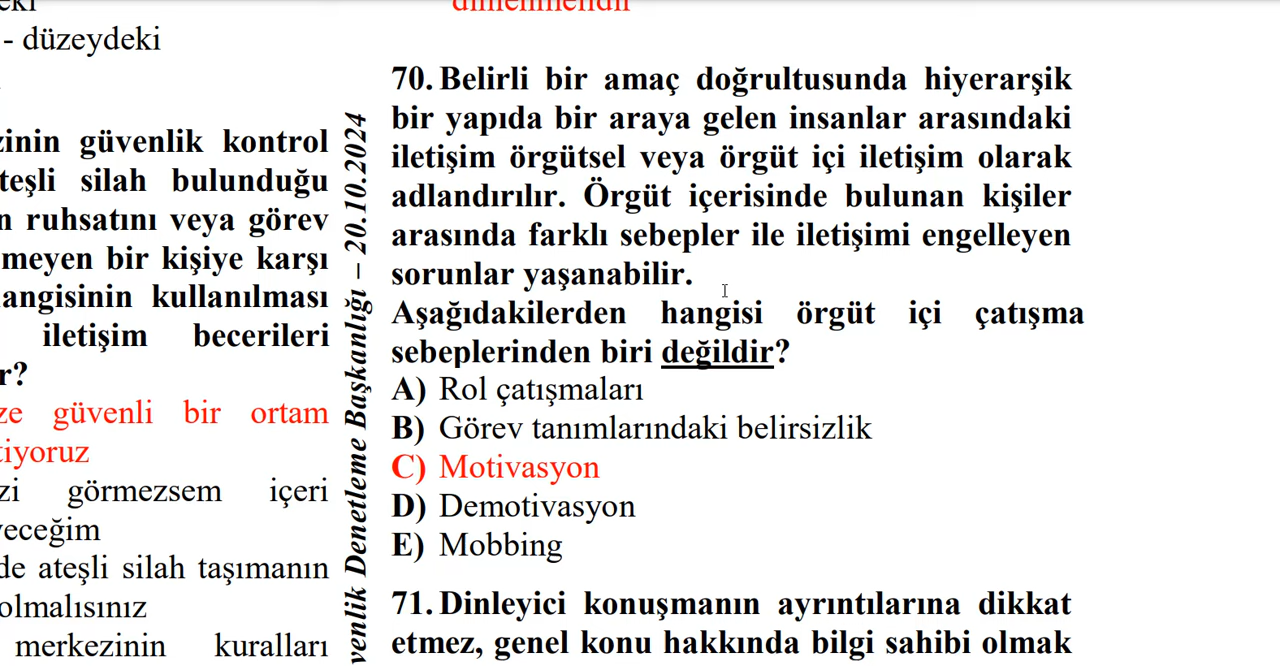 - düzeydeki
zinin güvenlik kontrol
teşli silah bulunduğu
n ruhsatını veya görev
meyen bir kişiye karşı
angisinin kullanılması
iletişim becerileri
r?
ze güvenli bir ortam
tiyoruz
zi görmezsem içeri
yeceğim
de ateşli silah taşımanın
olmalısınız
merkezinin kuralları
venlik Denetleme Başkanlığı – 20.10.2024
70. Belirli bir amaç doğrultusunda hiyerarşik
bir yapıda bir araya gelen insanlar arasındaki
iletişim örgütsel veya örgüt içi iletişim olarak
adlandırılır. Örgüt içerisinde bulunan kişiler
arasında farklı sebepler ile iletişimi engelleyen
sorunlar yaşanabilir.
Aşağıdakilerden hangisi örgüt içi çatışma
sebeplerinden biri değildir?
A) Rol çatışmaları
B) Görev tanımlarındaki belirsizlik
C) Motivasyon
D) Demotivasyon
E) Mobbing
71. Dinleyici konuşmanın ayrıntılarına dikkat
etmez, genel konu hakkında bilgi sahibi olmak